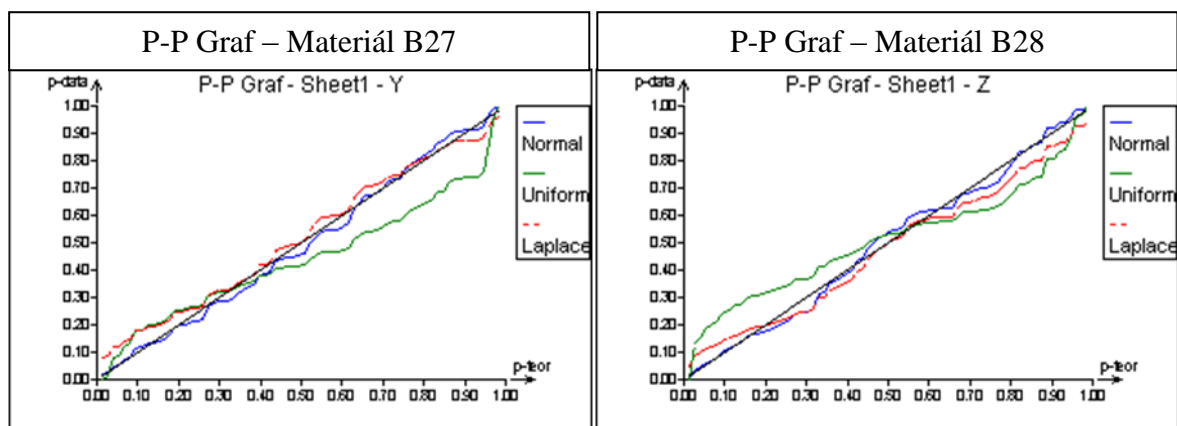 P-P Graf – Materiál B27
P-P Graf – Materiál B28
P-P Graf - Sheet1 - Y
p-data
1.00
0.90
0.80
0.70
0.60
0.50
0.40
0.30
0.20
0.10
0.00
0.00 0.10 0.20 0.30 0.40 0.50 0.60 0.70 0.80 0.90 1.00
p-teor
Normal
Uniform
Laplace
P-P Graf - Sheet1 - Z
p-data
1.00
0.90
0.80
0.70
0.60
0.50
0.40
0.30
0.20
0.10
0.00
0.00 0.10 0.20 0.30 0.40 0.50 0.60 0.70 0.80 0.90 1.00
p-teor
Normal
Uniform
Laplace